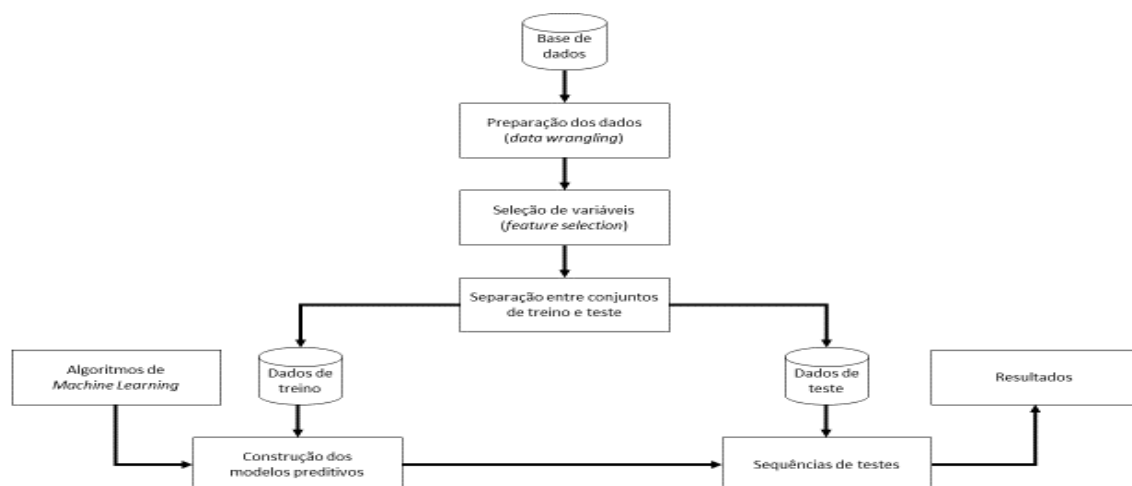 Base de
dados
Preparação dos dados
(data wrangling)
Seleção de variáveis
(feature selection)
Separação entre conjuntos
de treino e teste
Algoritmos de
Machine Learning
Dados de
treino
Dados de
teste
Resultados
Construção dos
modelos preditivos
Sequências de testes